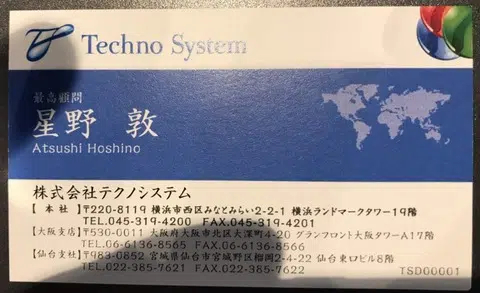 Techno System
最高顧問
星野 敦
Atsushi Hoshino
株式会社テクノシステム
【 本 社 】〒220-8119 横浜市西区みなとみらい2-2-1 横浜ランドマークタワー19階
TEL.045-319-4200 FAX.045-319-4201
【大阪支店】〒530-0011 大阪府大阪市北区大深町4-20 グランフロント大阪タワーA17階
TEL.06-6136-8565 FAX.06-6136-8566
【仙台支社】〒983-0852 宮城県仙台市宮城野区榴岡2-4-22 仙台東口ビル8階
TEL.022-385-7621 FAX.022-385-7622
TSD00001